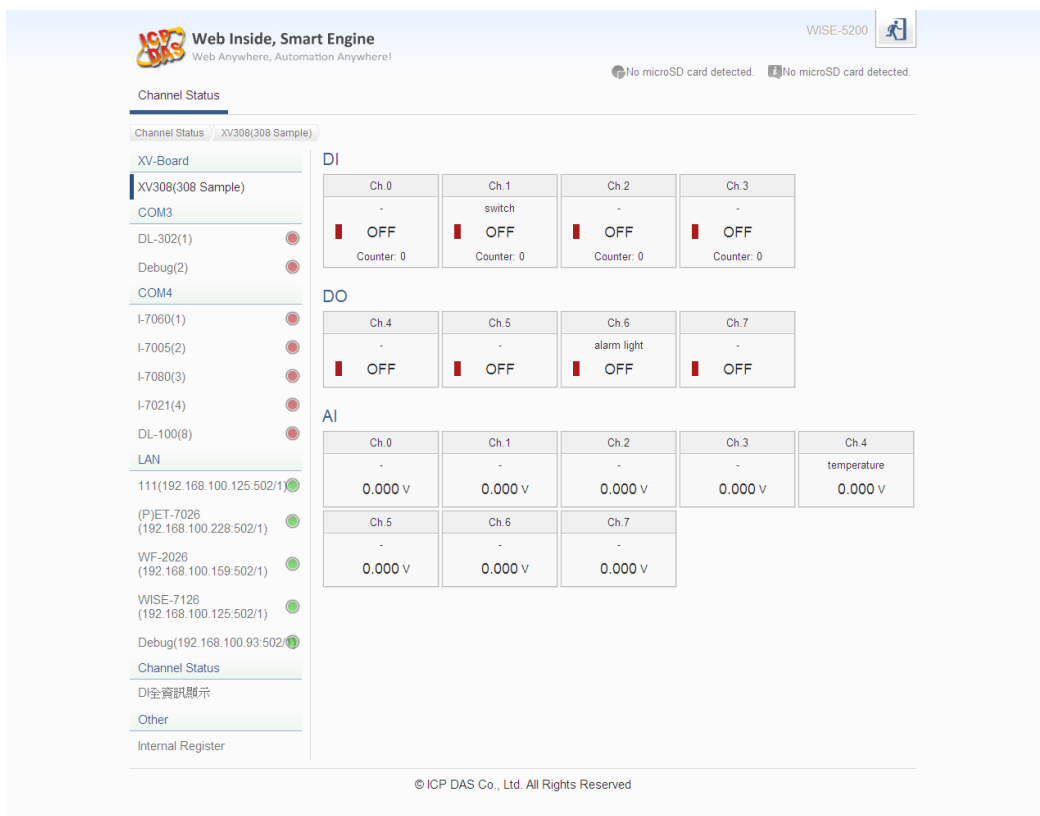 ICP DAS
Web Inside, Smart Engine
Web Anywhere, Automation Anywhere!
WISE-5200
No microSD card detected.
No microSD card detected.
Channel Status
Channel Status
XV308(308 Sample)
XV-Board
XV308(308 Sample)
COM3
DL-302(1)
Debug(2)
COM4
I-7060(1)
I-7005(2)
I-7080(3)
I-7021(4)
DL-100(8)
LAN
111(192.168.100.125:502/1)
(P)ET-7026
(192.168.100.228:502/1)
WF-2026
(192.168.100.159:502/1)
WISE-7126
(192.168.100.125:502/1)
Debug(192.168.100.93:502/1)
Channel Status
DI全資訊顯示
Other
Internal Register
DI
Ch.0 Ch.1 Ch.2 Ch.3
- switch - -
OFF OFF OFF OFF
Counter: 0 Counter: 0 Counter: 0 Counter: 0
DO
Ch.4 Ch.5 Ch.6 Ch.7
- - alarm light -
OFF OFF OFF OFF
AI
Ch.0 Ch.1 Ch.2 Ch.3 Ch.4
- - - - temperature
0.000 V 0.000 V 0.000 V 0.000 V 0.000 V
Ch.5 Ch.6 Ch.7
- - -
0.000 V 0.000 V 0.000 V
© ICP DAS Co., Ltd. All Rights Reserved